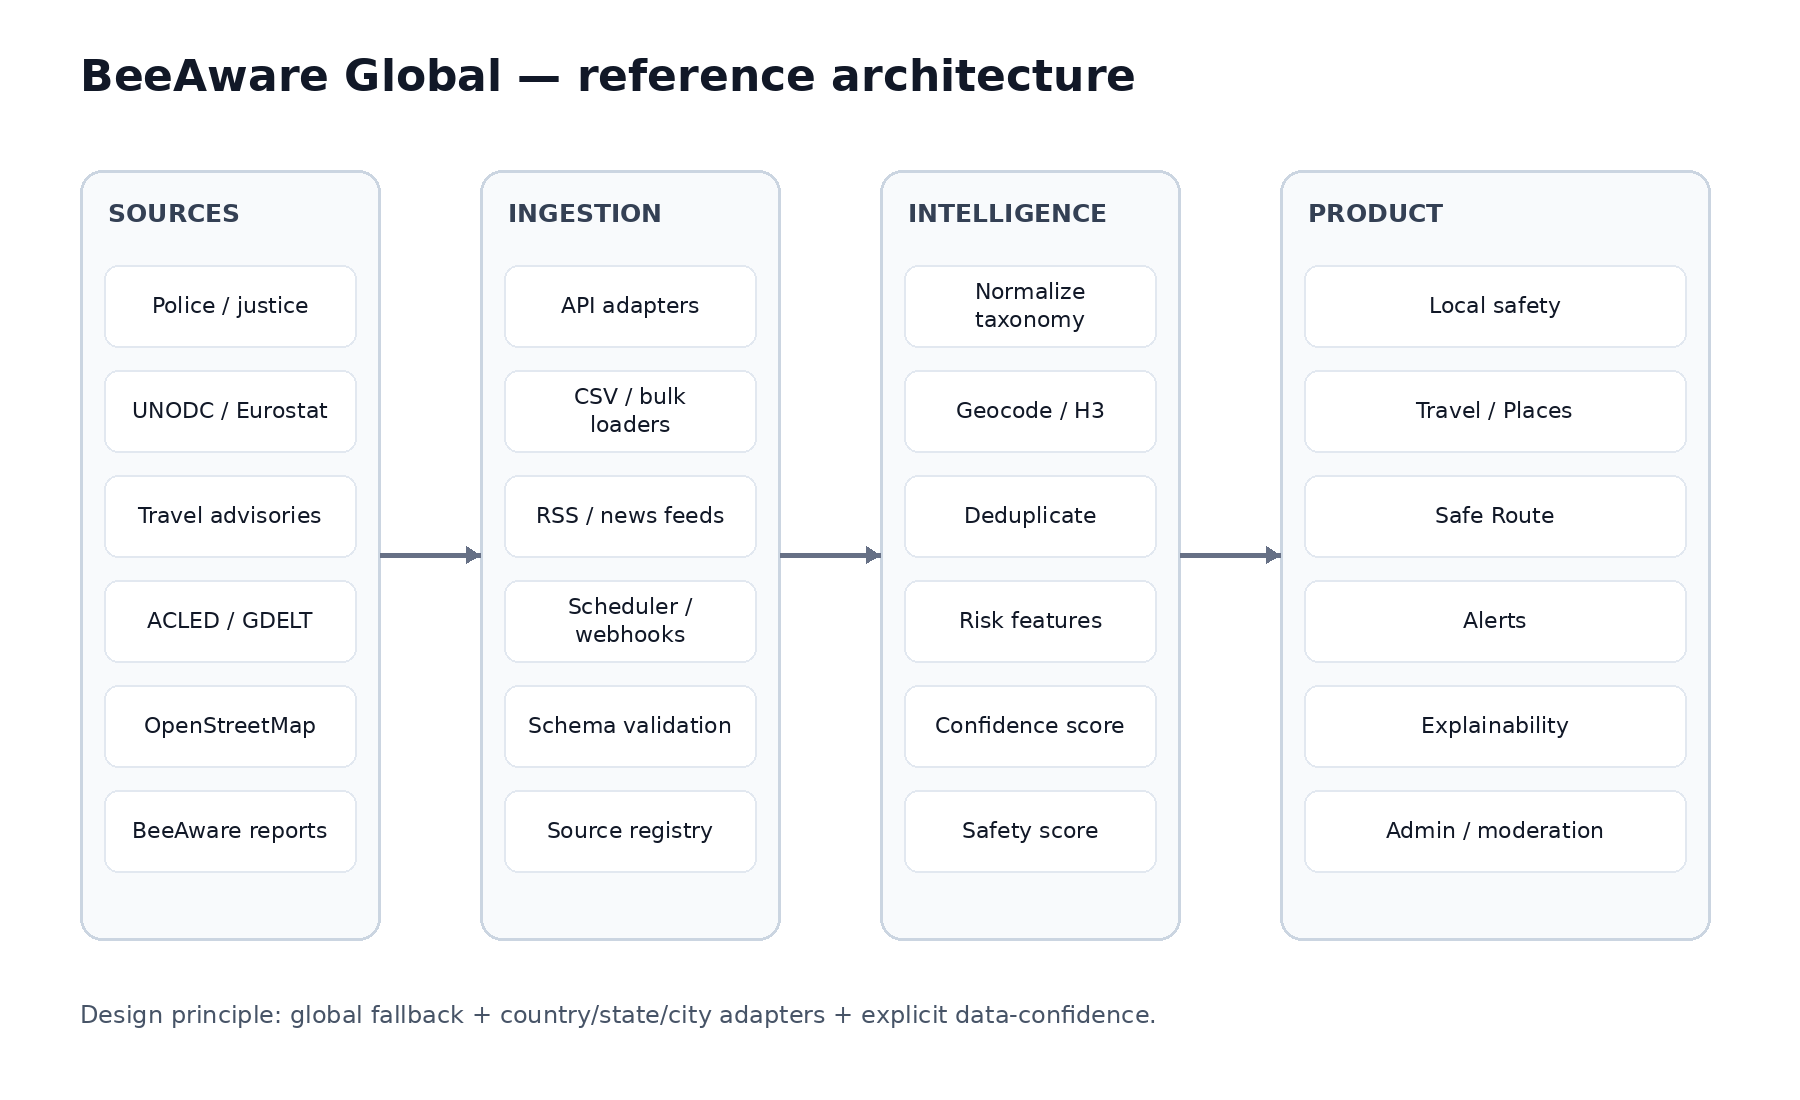 BeeAware Global — reference architecture
SOURCES
Police / justice
UNODC / Eurostat
Travel advisories
ACLED / GDELT
OpenStreetMap
BeeAware reports
INGESTION
API adapters
CSV / bulk
loaders
RSS / news feeds
Scheduler /
webhooks
Schema validation
Source registry
INTELLIGENCE
Normalize
taxonomy
Geocode / H3
Deduplicate
Risk features
Confidence score
Safety score
PRODUCT
Local safety
Travel / Places
Safe Route
Alerts
Explainability
Admin / moderation
Design principle: global fallback + country/state/city adapters + explicit data-confidence.